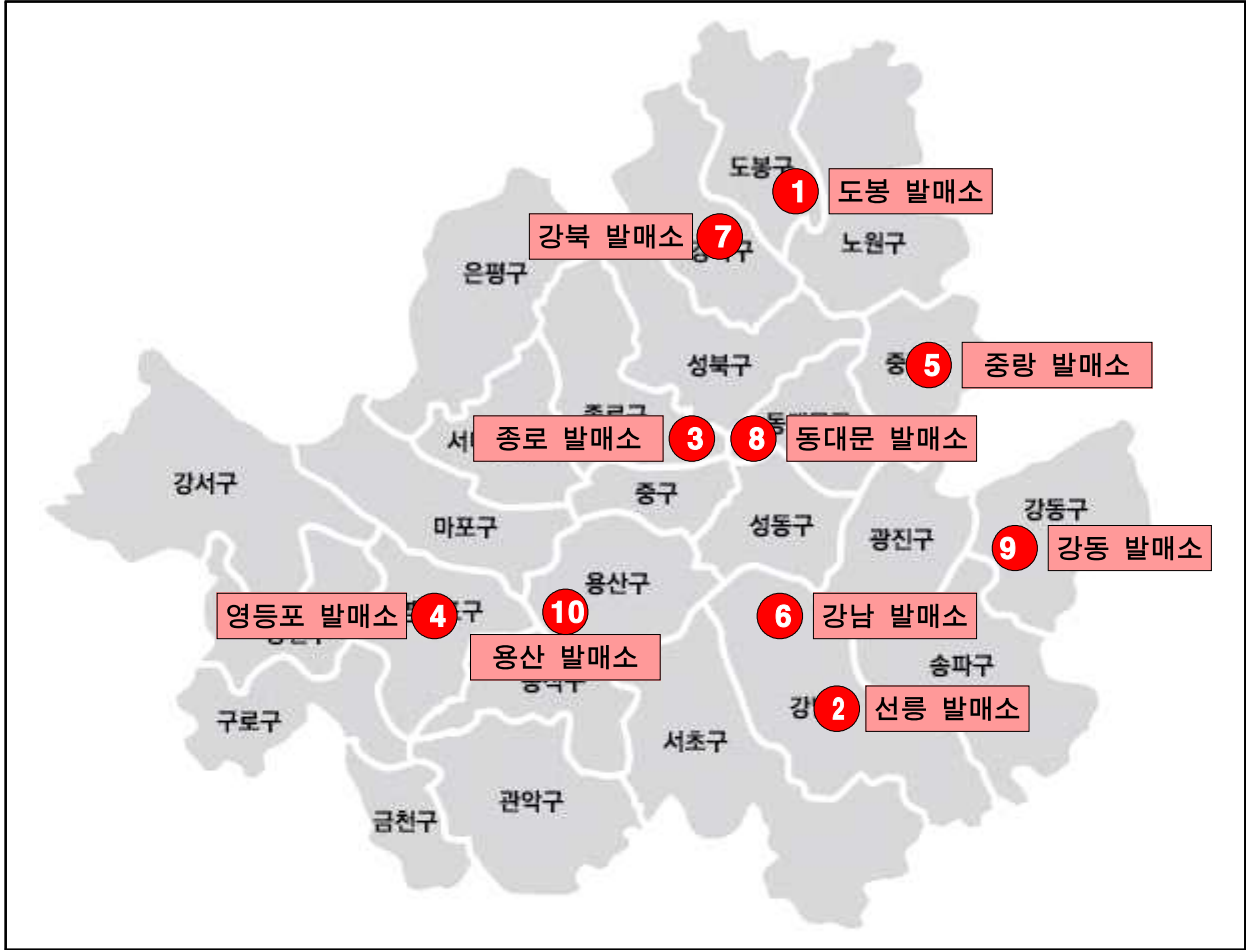 도봉구
1
도봉 발매소
강북 발매소
7
노원구
은평구
성북구
5
중랑 발매소
종로 발매소
3
8
동대문 발매소
강서구
중구
강동구
마포구
성동구
광진구
9
강동 발매소
용산구
영등포 발매소
4
10
6
강남 발매소
용산 발매소
송파구
2
선릉 발매소
구로구
서초구
관악구
금천구